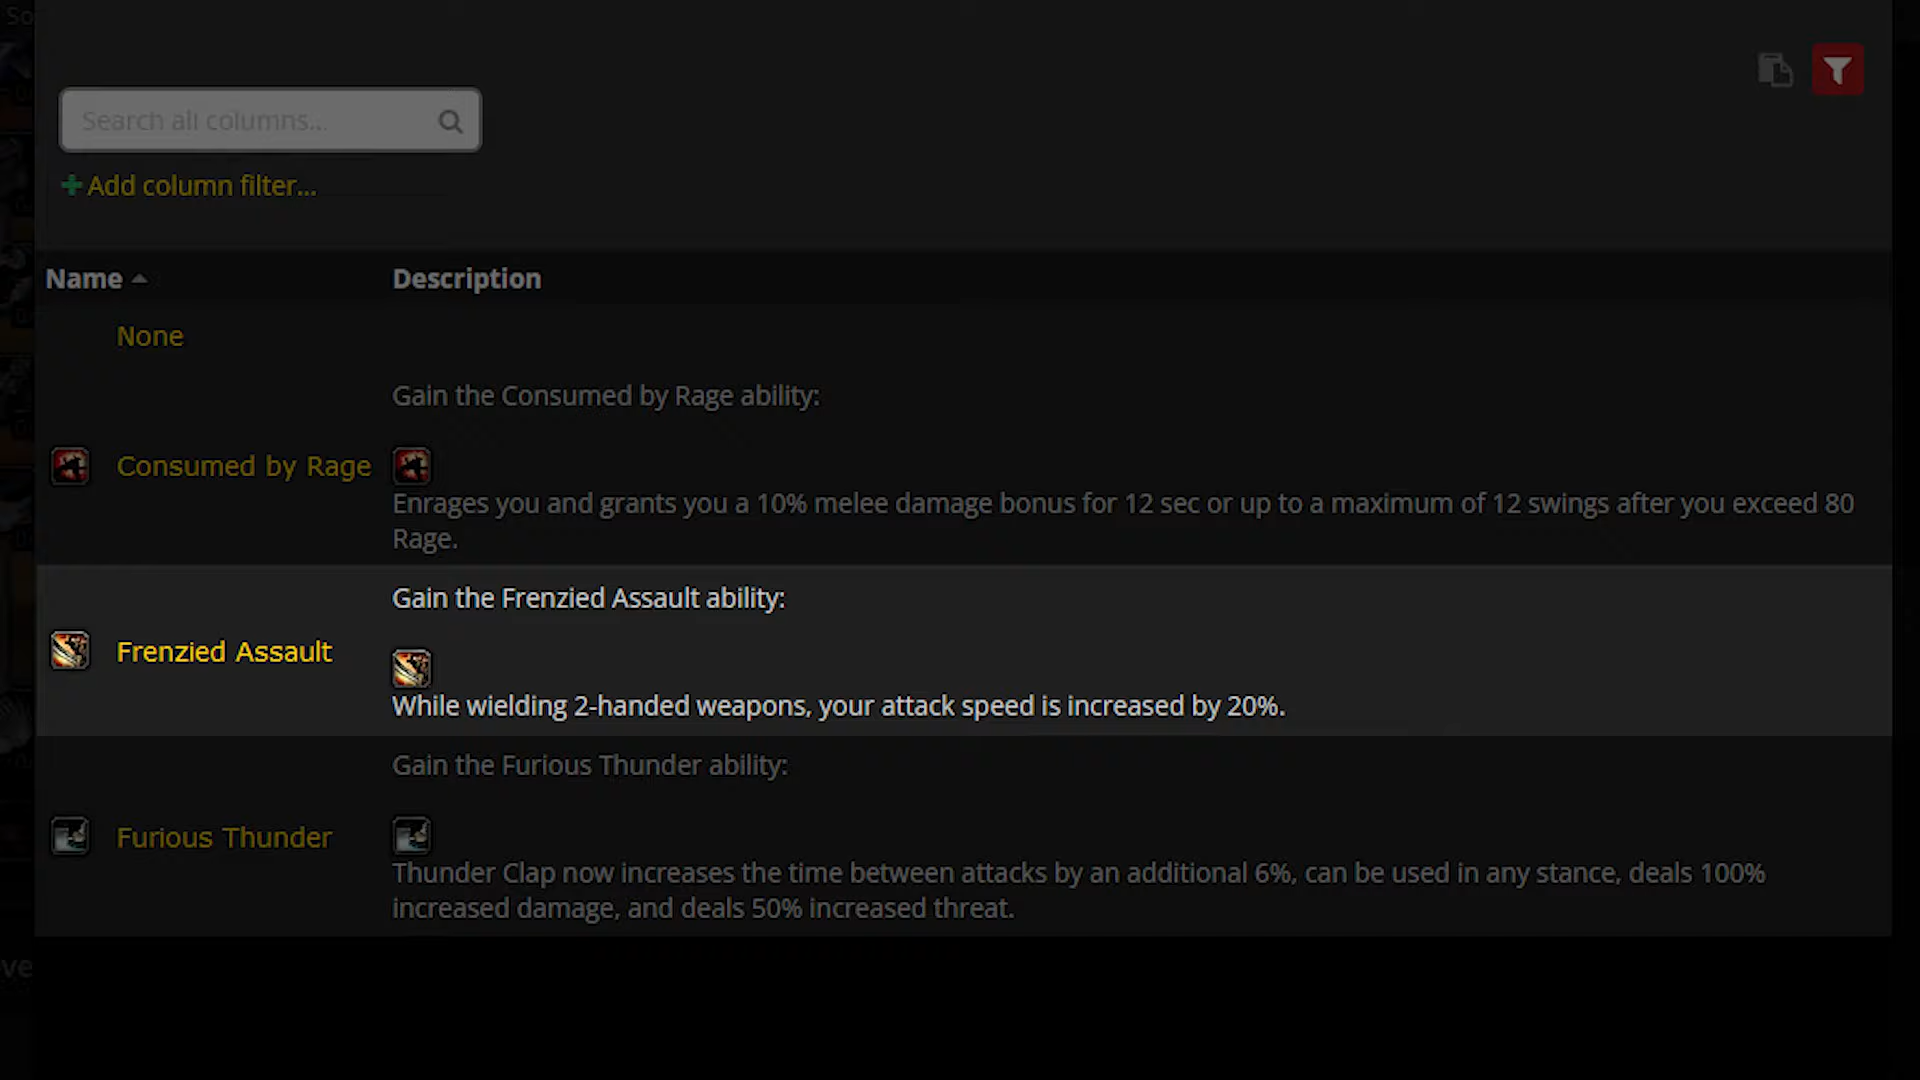 So
Search all columns...
Add column filter...
Name
Description
None
Gain the Consumed by Rage ability:
Consumed by Rage
Enrages you and grants you a 10% melee damage bonus for 12 sec or up to a maximum of 12 swings after you exceed 80
Rage.
Gain the Frenzied Assault ability:
Frenzied Assault
While wielding 2-handed weapons, your attack speed is increased by 20%.
Gain the Furious Thunder ability:
Furious Thunder
Thunder Clap now increases the time between attacks by an additional 6%, can be used in any stance, deals 100%
increased damage, and deals 50% increased threat.
ve